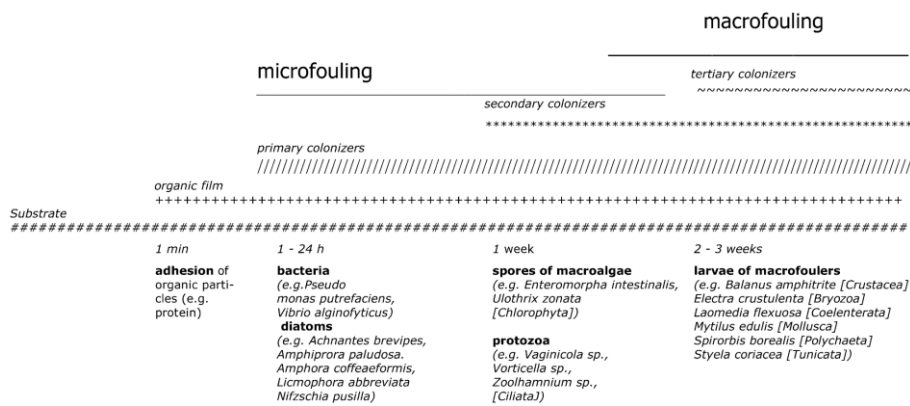 macrofouling
microfouling
tertiary colonizers
~~~~~~~~~~~~~~~~~~~~~~~
secondary colonizers
**********************************************************
primary colonizers
//////////////////////////////////////////////////////////////////////////////////////////////////////////////
organic film
++++++++++++++++++++++++++++++++++++++++++++++++++++++++++++++++++++++++++++++++
Substrate
################################################################################################
1 min
adhesion of
organic parti-
cles (e.g.
protein)
1 - 24 h
bacteria
(e.g.Pseudo
monas putrefaciens,
Vibrio alginofyticus)
diatoms
(e.g. Achnantes brevipes,
Amphiprora paludosa.
Amphora coffeaeformis,
Licmophora abbreviata
Nifzschia pusilla)
1 week
spores of macroalgae
(e.g. Enteromorpha intestinalis,
Ulothrix zonata
[Chlorophyta])
protozoa
(e.g. Vaginicola sp.,
Vorticella sp.,
Zoolhamnium sp.,
[CiliataJ)
2 - 3 weeks
larvae of macrofoulers
(e.g. Balanus amphitrite [Crustacea]
Electra crustulenta [Bryozoa]
Laomedia flexuosa [Coelenterata]
Mytilus edulis [Mollusca]
Spirorbis borealis [Polychaeta]
Styela coriacea [Tunicata])